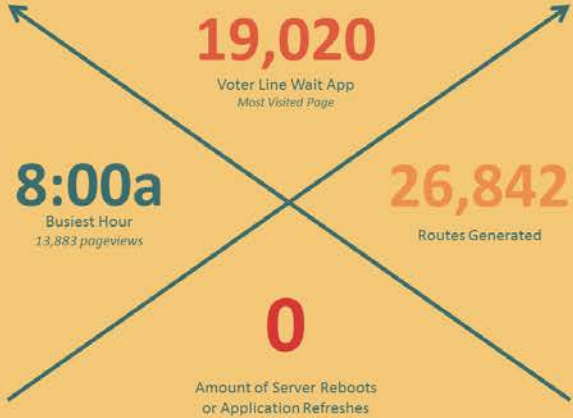 19,020
Voter Line Wait App
Most Visited Page
8:00a
Busiest Hour
13,883 pageviews
26,842
Routes Generated
0
Amount of Server Reboots
or Application Refreshes